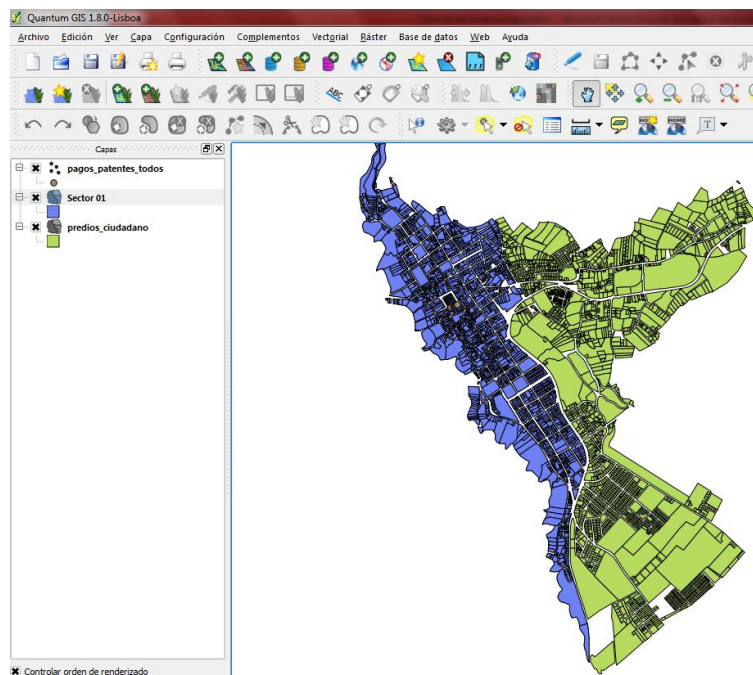 Quantum GIS 1.8.0-Lisboa
Archivo Edición Ver Capa Configuración Complementos Vectorial Ráster Base de datos Web Ayuda
ABC
Capas
pagos_patentes_todos
Sector 01
predios_ciudadano
Controlar orden de renderizado